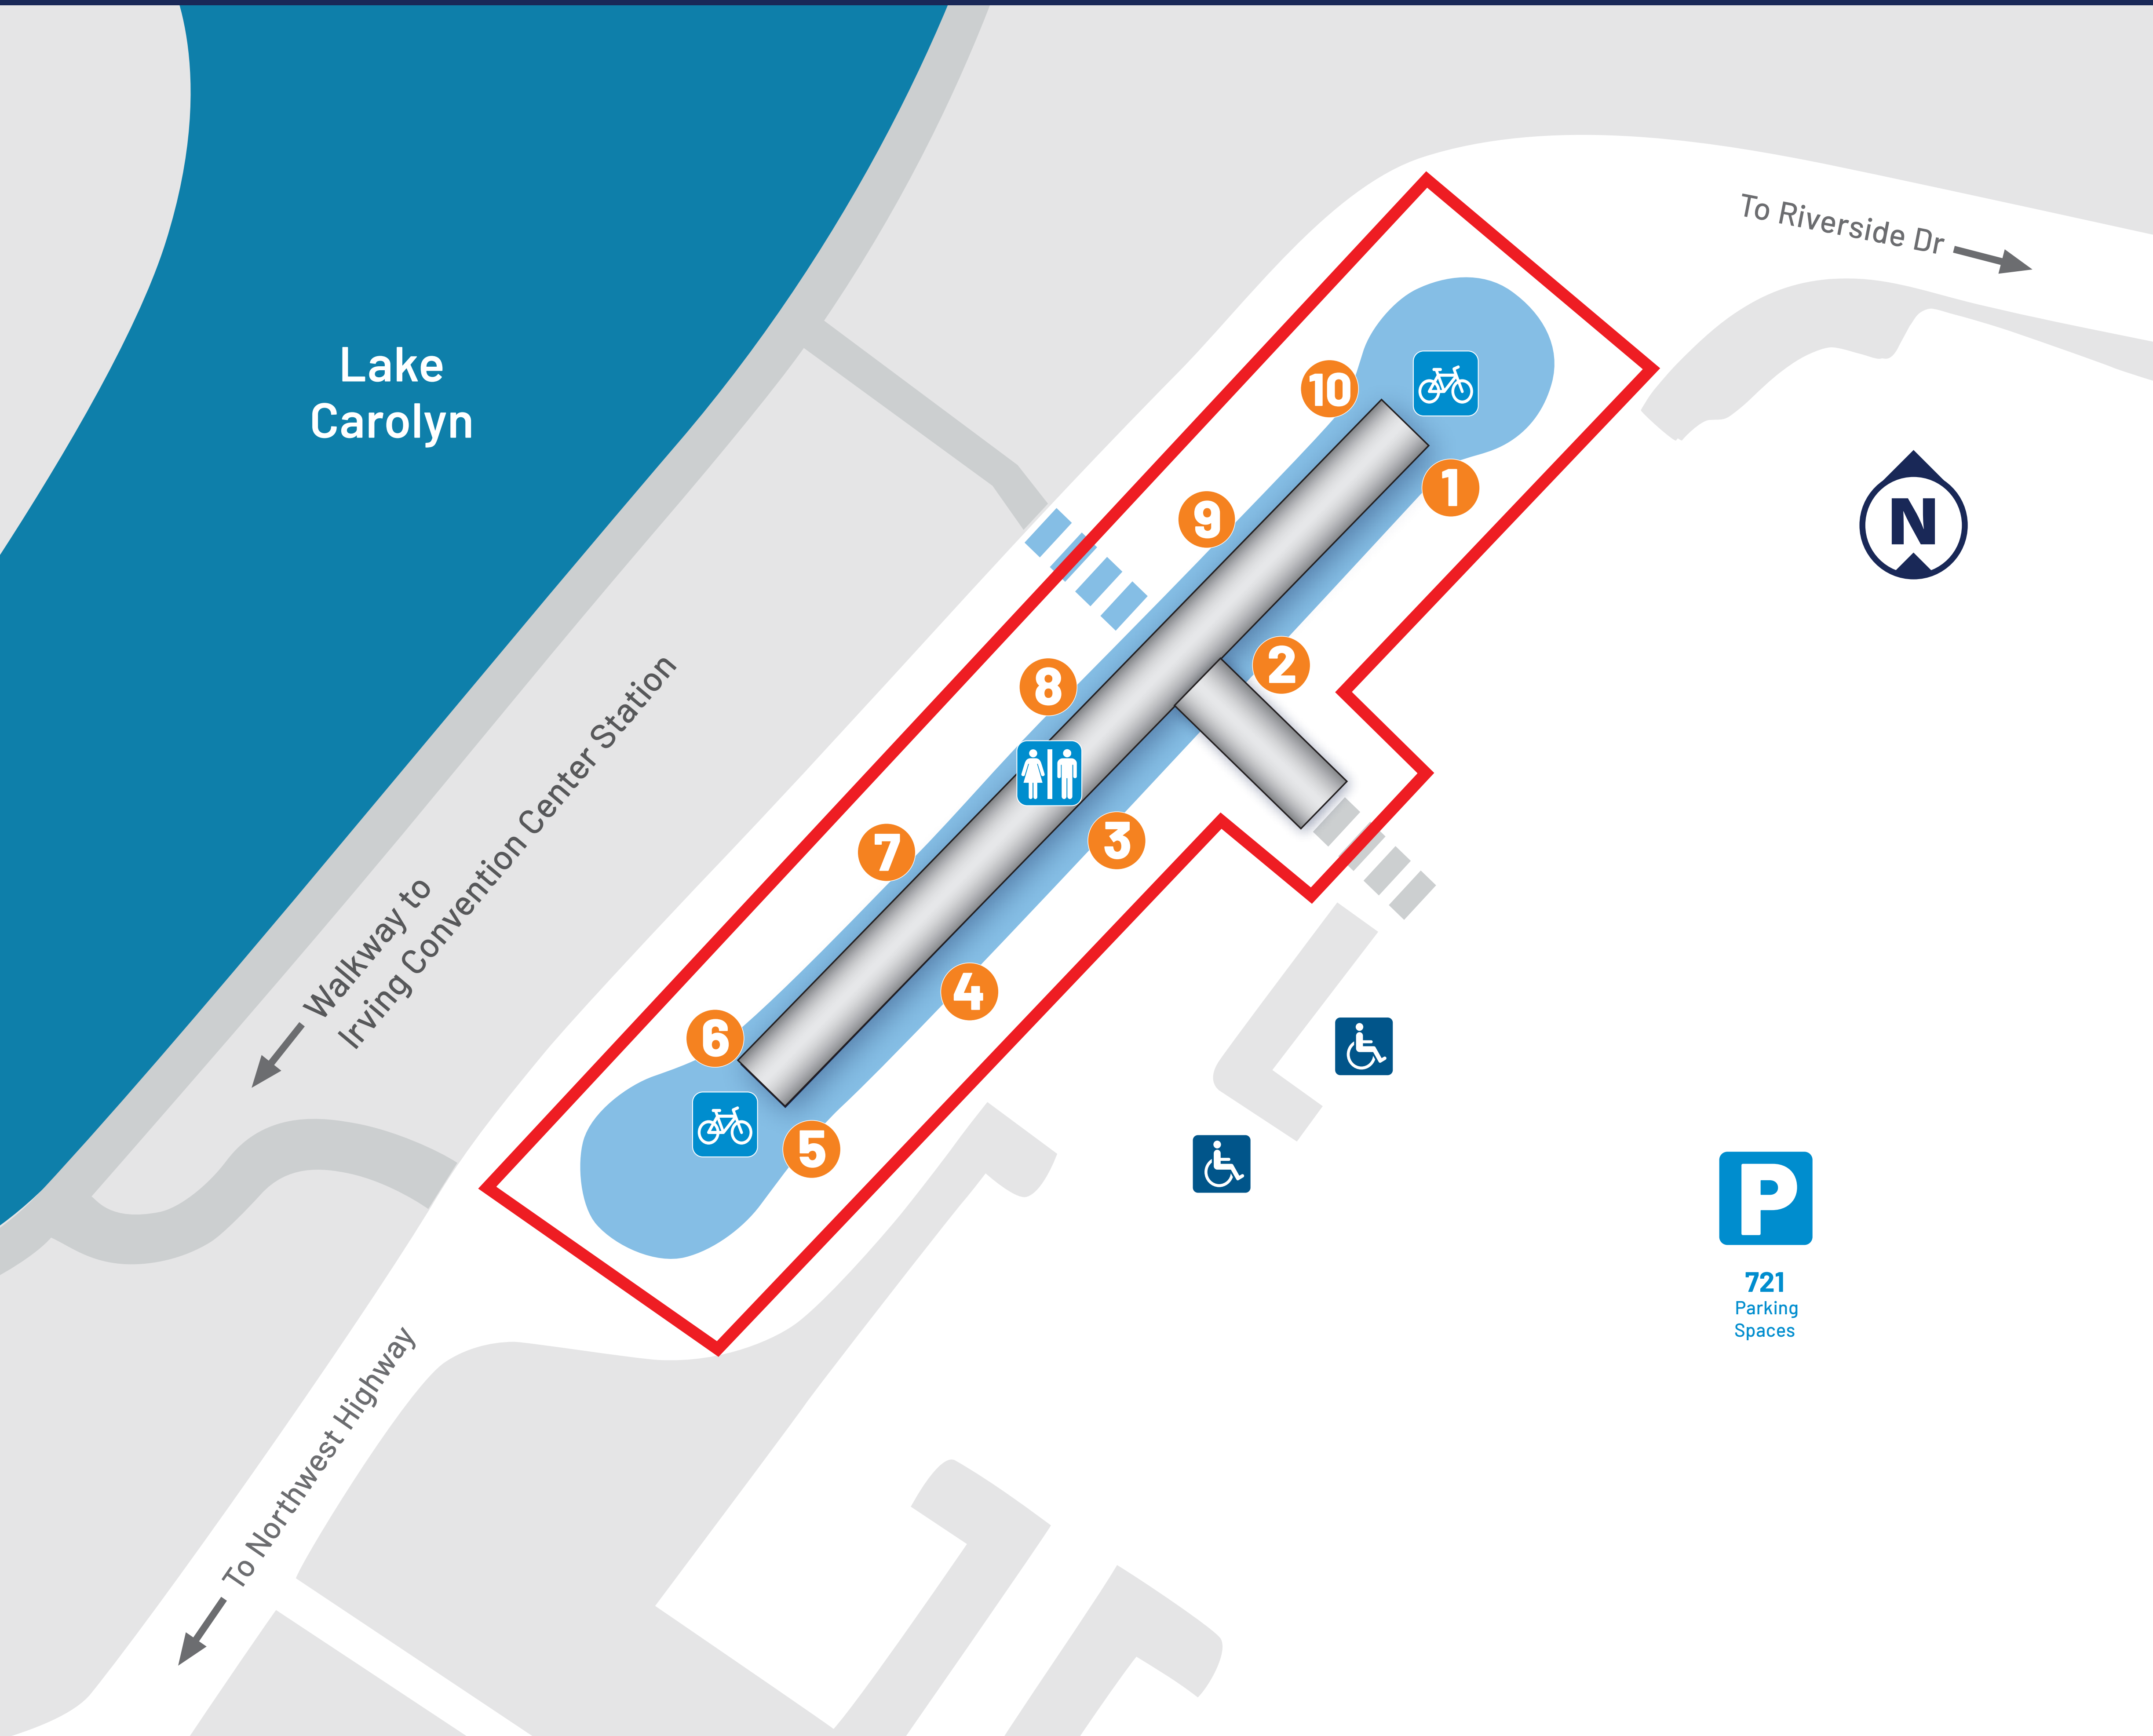 To Riverside Dr
Lake
Carolyn
10
1
9
N
2
8
3
7
Walkway to
Irving Convention Center Station
4
6
5
P
721
Parking
Spaces
To Northwest Highway